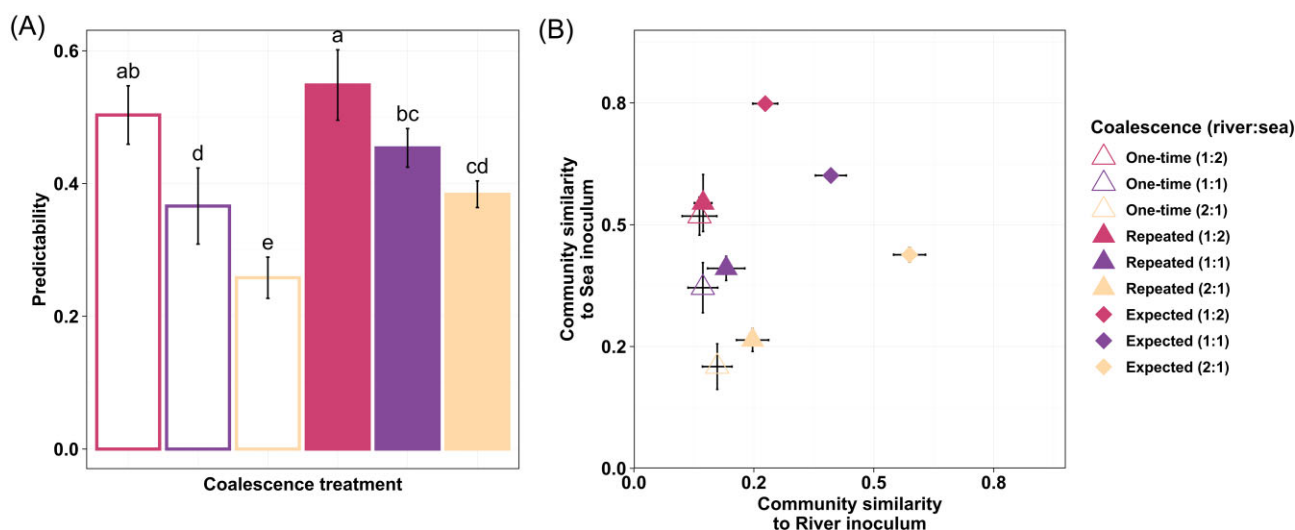 (A)
0.6
0.4
0.2
0.0
Predictability
ab
d
e
a
bc
cd
Coalescence treatment
(B)
0.8
0.5
0.2
0.0
Community similarity
to Sea inoculum
0.0
0.2
0.5
0.8
Community similarity
to River inoculum
Coalescence (river:sea)
One-time (1:2)
One-time (1:1)
One-time (2:1)
Repeated (1:2)
Repeated (1:1)
Repeated (2:1)
Expected (1:2)
Expected (1:1)
Expected (2:1)